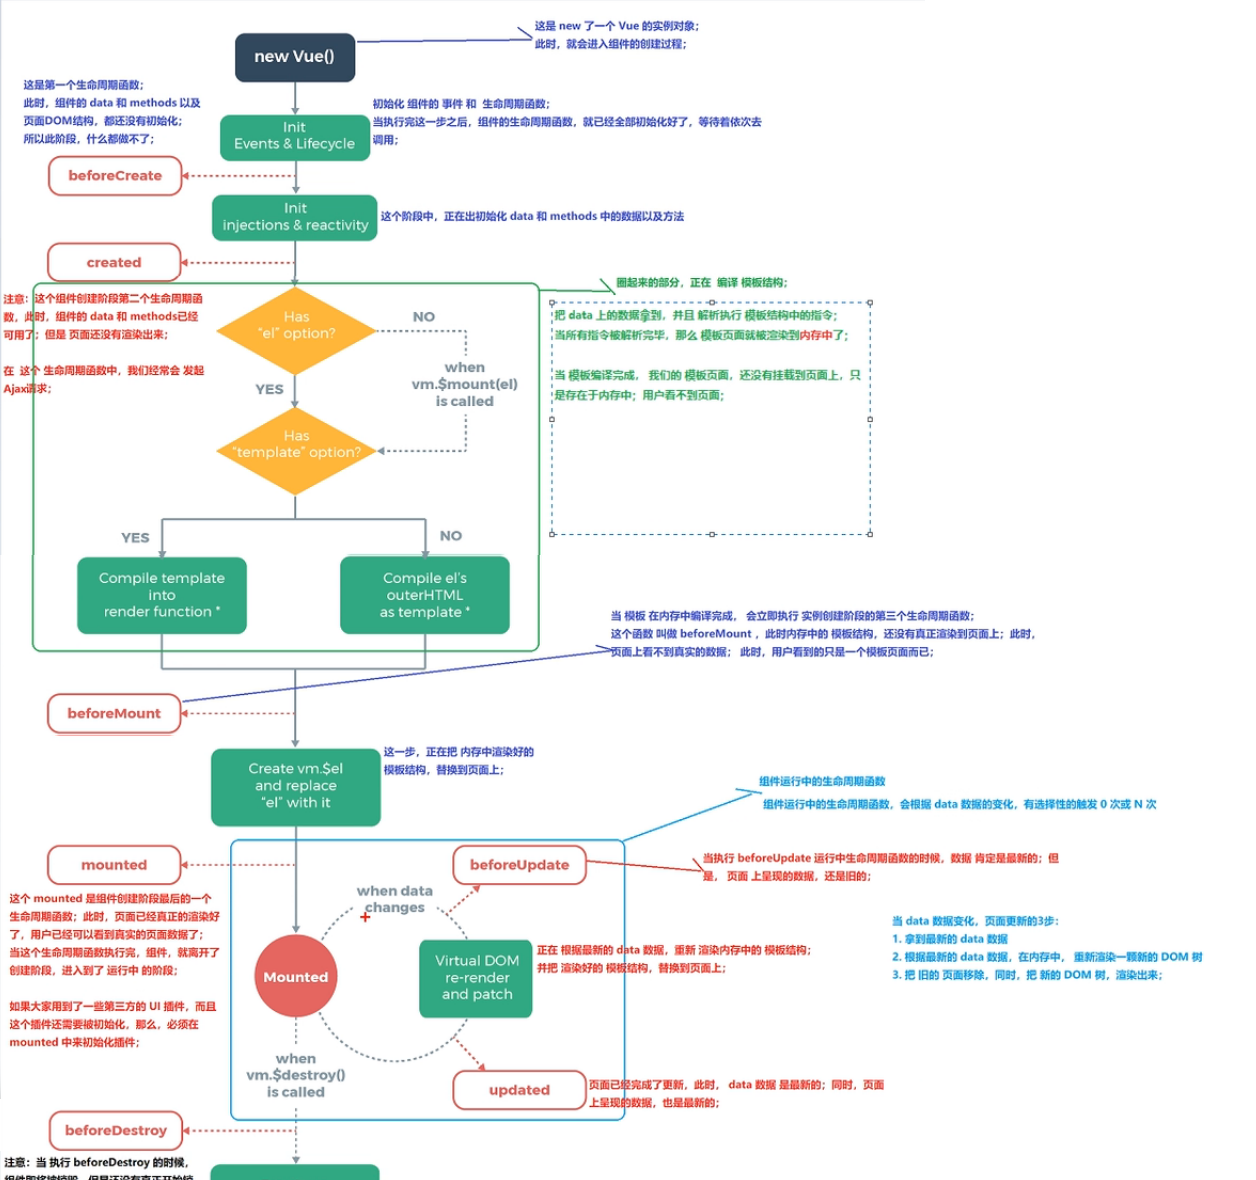 这是 new 了一个 Vue 的实例对象；
此时，就会进入组件的创建过程；
new Vue()
这是第一个生命周期函数；
此时，组件的 data 和 methods 以及
页面DOM结构，都还没有初始化；
所以此阶段，什么都做不了；
初始化 组件的 事件 和 生命周期函数；
当执行完这一步之后，组件的生命周期函数，就已经全部初始化好了，等待着依次去
调用；
Init
Events & Lifecycle
beforeCreate
Init
injections & reactivity
这个阶段中，正在出初始化 data 和 methods 中的数据以及方法
created
圈起来的部分，正在 编译 模板结构；
注意：这个组件创建阶段第二个生命周期函
数，此时，组件的 data 和 methods已经
可用了；但是 页面还没有渲染出来；
在 这个 生命周期函数中，我们经常会 发起
Ajax请求；
Has
"el" option?
NO
when
vm.$mount(el)
is called
YES
把 data 上的数据拿到，并且 解析执行 模板结构中的指令；
当所有指令被解析完毕，那么 模板页面就被渲染到内存中了；
当 模板编译完成， 我们的 模板页面，还没有挂载到页面上，只
是存在于内存中；用户看不到页面；
Has
"template" option?
YES
NO
Compile template
into
render function *
Compile el's
outerHTML
as template *
当 模板 在内存中编译完成， 会立即执行 实例创建阶段的第三个生命周期函数；
这个函数 叫做 beforeMount ，此时内存中的 模板结构，还没有真正渲染到页面上；此时，
页面上看不到真实的数据； 此时，用户看到的只是一个模板页面而已；
beforeMount
这一步，正在把 内存中渲染好的
模板结构，替换到页面上；
Create vm.$el
and replace
"el" with it
组件运行中的生命周期函数
组件运行中的生命周期函数，会根据 data 数据的变化，有选择性的触发 0 次或 N 次
mounted
beforeUpdate
当执行 beforeUpdate 运行中生命周期函数的时候，数据 肯定是最新的；但
是， 页面 上呈现的数据，还是旧的；
这个 mounted 是组件创建阶段最后的一个
生命周期函数；此时，页面已经真正的渲染好
了，用户已经可以看到真实的页面数据了；
当这个生命周期函数执行完，组件，就离开了
创建阶段，进入到了 运行中 的阶段；
如果大家用到了一些第三方的 UI 插件，而且
这个插件还需要被初始化，那么，必须在
mounted 中来初始化插件；
when data
changes
Mounted
Virtual DOM
re-render
and patch
正在 根据最新的 data 数据，重新 渲染内存中的 模板结构；
并把 渲染好的 模板结构，替换到页面上；
当 data 数据变化，页面更新的3步：
1. 拿到最新的 data 数据
2. 根据最新的 data 数据，在内存中， 重新渲染一颗新的 DOM 树
3. 把 旧的 页面移除，同时，把 新的 DOM 树，渲染出来；
when
vm.$destroy()
is called
updated
页面已经完成了更新，此时， data 数据 是最新的；同时，页面
上呈现的数据，也是最新的；
beforeDestroy
注意：当 执行 beforeDestroy 的时候，